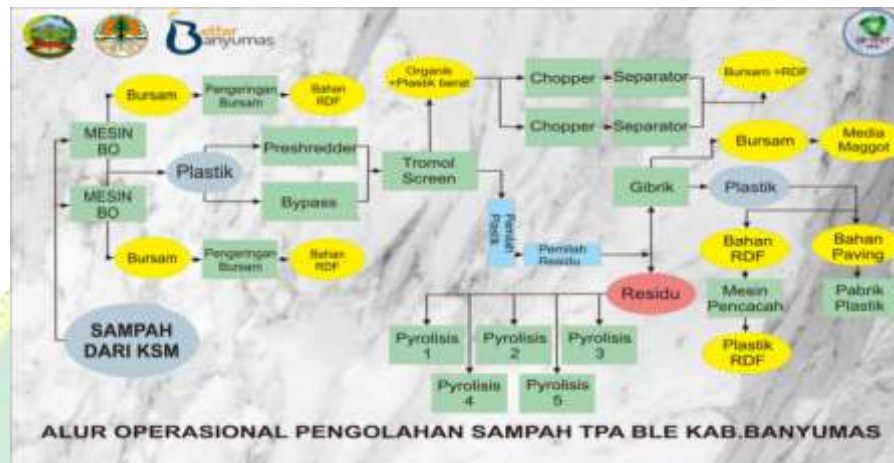 Better
Banyumas
Bursam
Pengeringan
Bursam
Bahan
RDF
MESIN
BO
Plastik
Preshredder
Bypass
MESIN
BO
Bursam
Pengeringan
Bursam
Bahan
RDF
SAMPAH
DARI KSM
Tromol
Screen
Organik
+Plastik berat
Chopper
Separator
Chopper
Separator
Bursam +RDF
Pemilah
Plastik
Pemilah
Residu
Gibrik
Bursam
Media
Maggot
Plastik
Bahan
RDF
Bahan
Paving
Mesin
Pencacah
Pabrik
Plastik
Plastik
RDF
Residu
Pyrolisis
1
Pyrolisis
2
Pyrolisis
3
Pyrolisis
4
Pyrolisis
5
ALUR OPERASIONAL PENGOLAHAN SAMPAH TPA BLE KAB.BANYUMAS